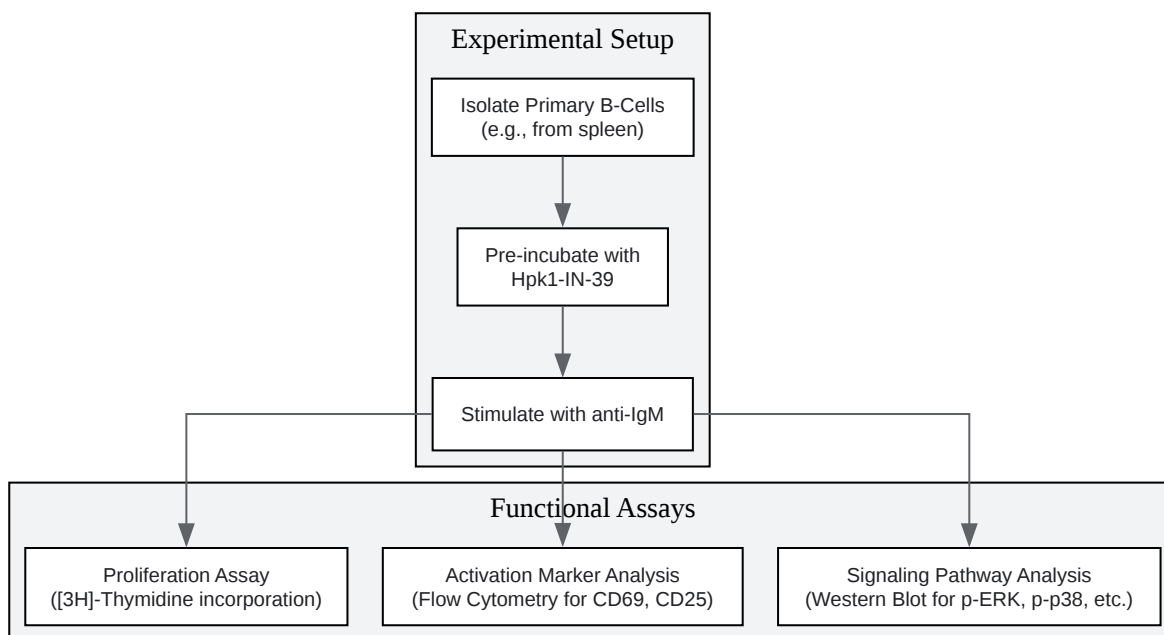 Experimental Setup
Isolate Primary B-Cells
(e.g., from spleen)
Pre-incubate with
Hpk1-IN-39
Stimulate with anti-IgM
Functional Assays
Proliferation Assay
([3H]-Thymidine incorporation)
Activation Marker Analysis
(Flow Cytometry for CD69, CD25)
Signaling Pathway Analysis
(Western Blot for p-ERK, p-p38, etc.)